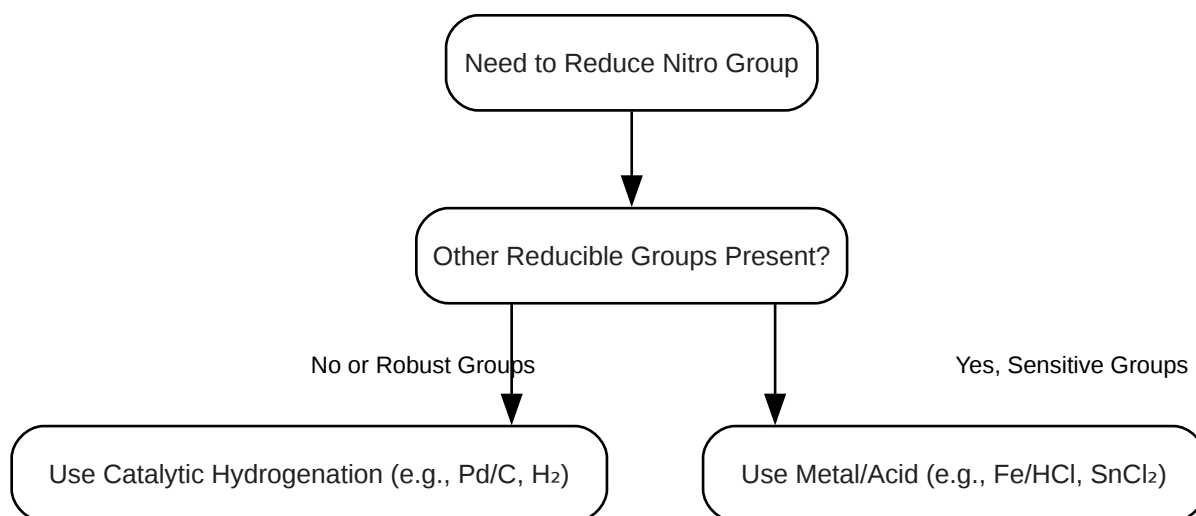 Need to Reduce Nitro Group
Other Reducible Groups Present?
No or Robust Groups
Yes, Sensitive Groups
Use Catalytic Hydrogenation (e.g., Pd/C, H₂)
Use Metal/Acid (e.g., Fe/HCl, SnCl₂)